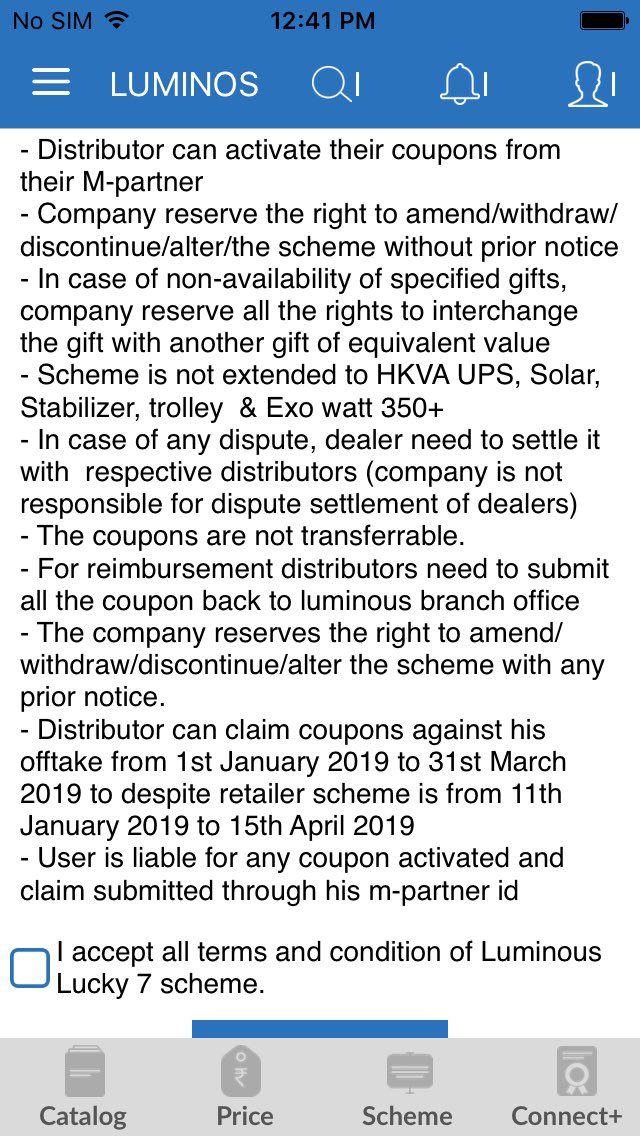 No SIM 12:41 PM
LUMINOS
- Distributor can activate their coupons from
their M-partner
- Company reserve the right to amend/withdraw/
discontinue/alter/the scheme without prior notice
- In case of non-availability of specified gifts,
company reserve all the rights to interchange
the gift with another gift of equivalent value
- Scheme is not extended to HKVA UPS, Solar,
Stabilizer, trolley  & Exo watt 350+
- In case of any dispute, dealer need to settle it
with  respective distributors (company is not
responsible for dispute settlement of dealers)
- The coupons are not transferrable.
- For reimbursement distributors need to submit
all the coupon back to luminous branch office
- The company reserves the right to amend/
withdraw/discontinue/alter the scheme with any
prior notice.
- Distributor can claim coupons against his
offtake from 1st January 2019 to 31st March
2019 to despite retailer scheme is from 11th
January 2019 to 15th April 2019
- User is liable for any coupon activated and
claim submitted through his m-partner id
I accept all terms and condition of Luminous
Lucky 7 scheme.
₹
Catalog Price Scheme Connect+